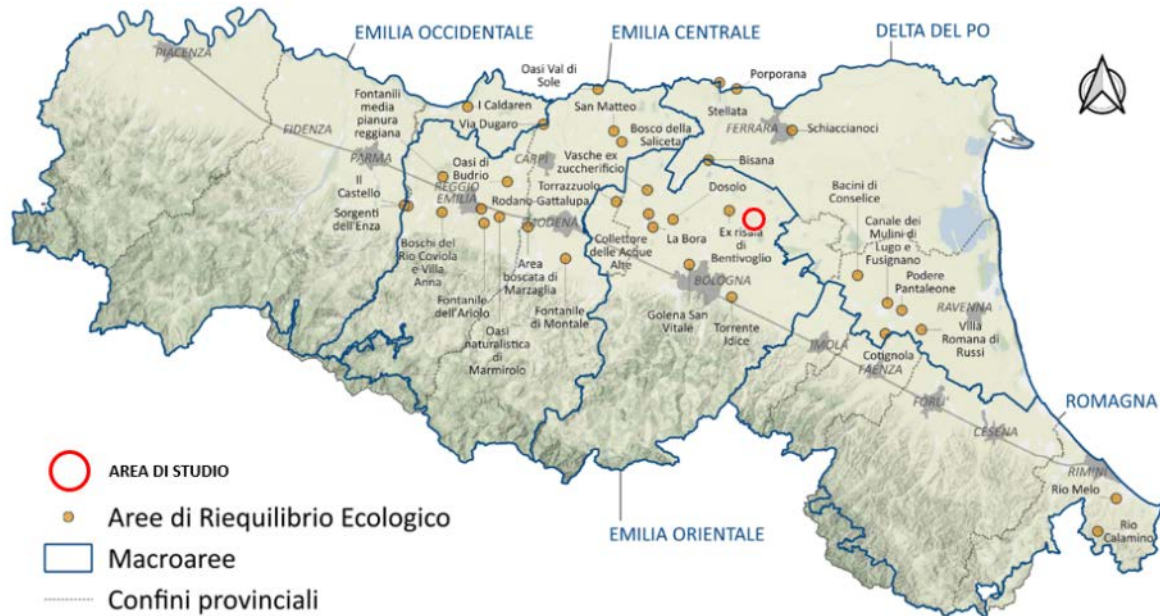 EMILIA OCCIDENTALE
EMILIA CENTRALE
DELTA DEL PO
PIACENZA
Oasi Val di
Sole
Porporana
Fontanili
media
pianura
reggiana
I Caldaren
Via Dugaro
San Matteo
Stellata
FIDENZA
FERRARA
Schiaccianoci
Bosco della
Saliceta
PARMA
CARPI
Bisana
Oasi di
Budrio
Vasche ex
zuccherificio
Il
Castello
REGGIO
EMILIA
Torrazzuolo
Dosolo
Rodano-Gattalupa
Bacini di
Conselice
Sorgenti
dell'Enza
MODENA
Canale dei
Mulini di
Lugo e
Fusignano
La Bora
Ex risaia
di
Bentivoglio
Collettore
delle Acque
Alte
Boschi del
Rio Coviola
e Villa
Anna
Area
boscata di
Marzaglia
BOLOGNA
Podere
Pantaleone
Fontanile
dell'Ariolo
Fontanile
di Montale
RAVENNA
Oasi
naturalistica
di
Marmirolo
Golena San
Vitale
Torrente
Idice
Villa
Romana di
Russi
IMOLA
Cotignola
FAENZA
FORLI'
ROMAGNA
CESENA
RIMINI
AREA DI STUDIO
Rio Melo
Aree di Riequilibrio Ecologico
Rio
Calamino
EMILIA ORIENTALE
Macroaree
Confini provinciali